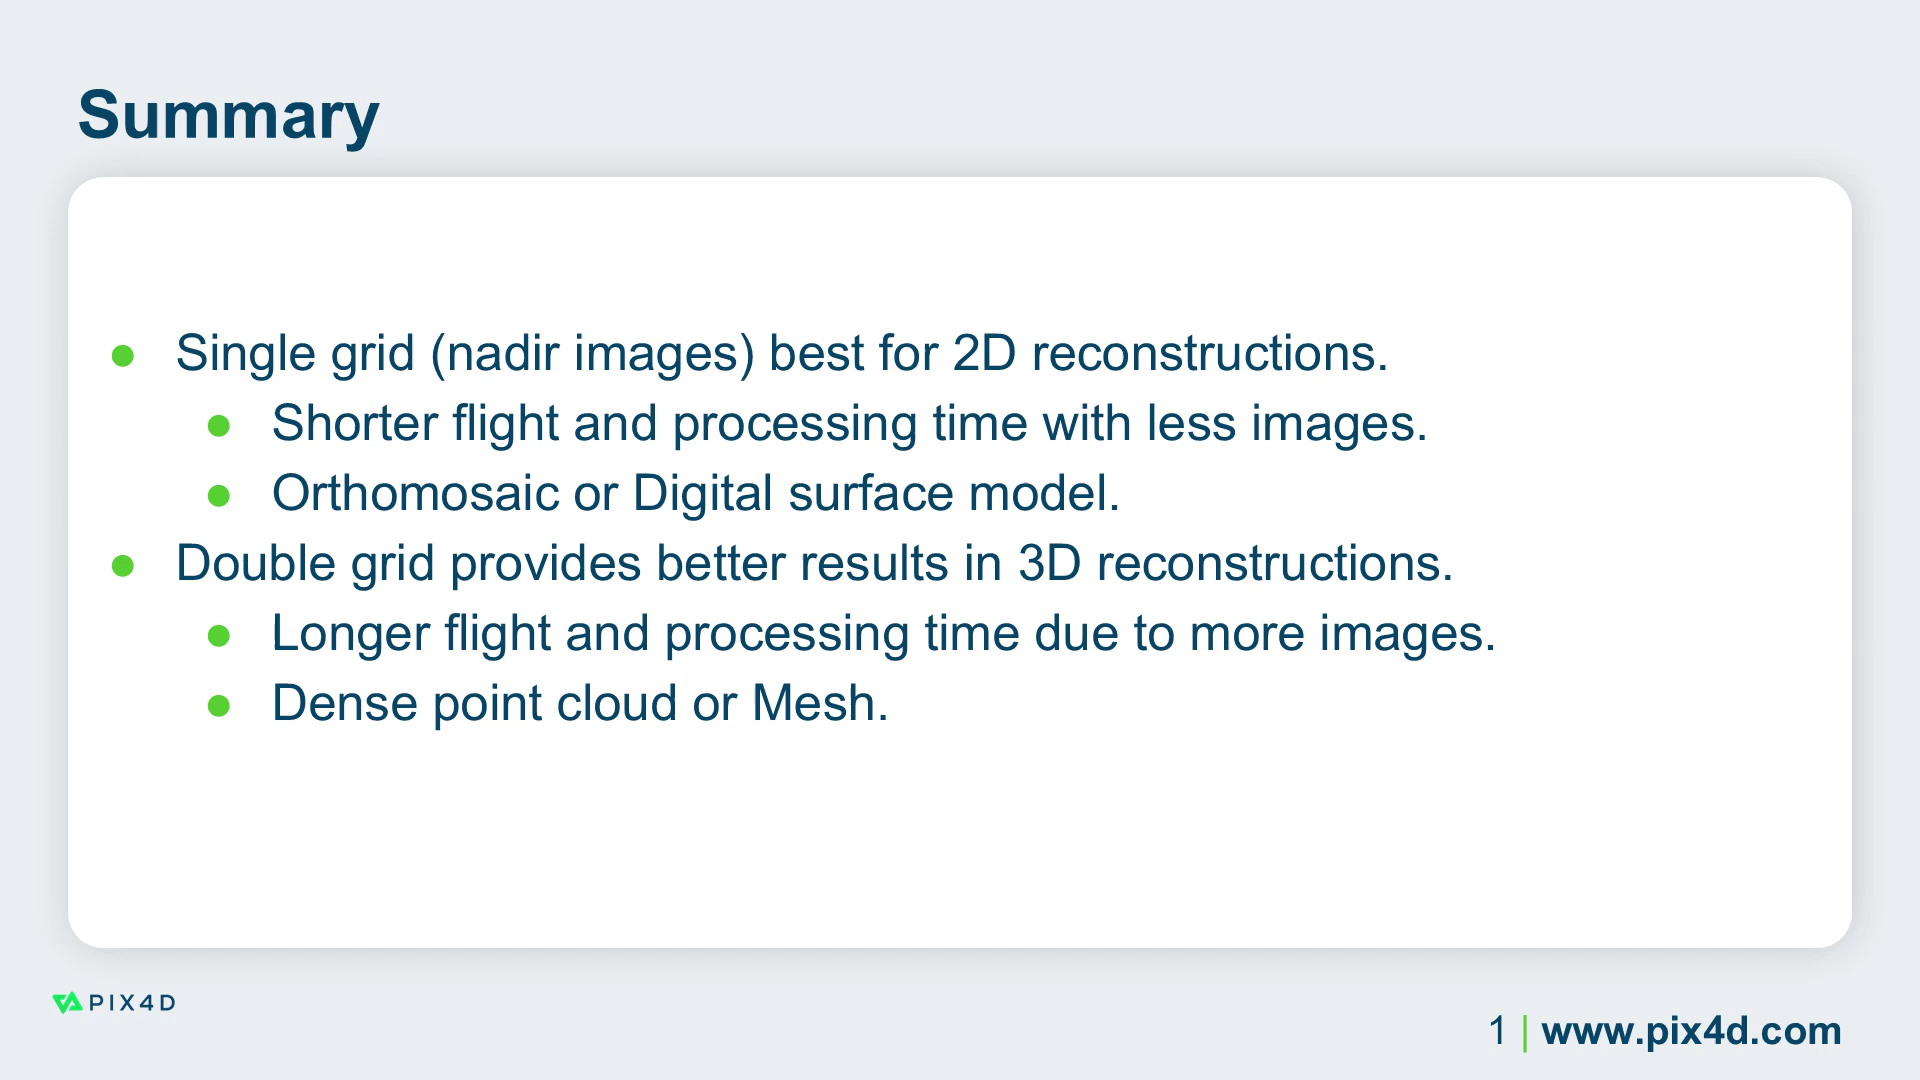 Summary
● Single grid (nadir images) best for 2D reconstructions.
● Shorter flight and processing time with less images.
● Orthomosaic or Digital surface model.
● Double grid provides better results in 3D reconstructions.
● Longer flight and processing time due to more images.
● Dense point cloud or Mesh.
PIX4D
1 | www.pix4d.com